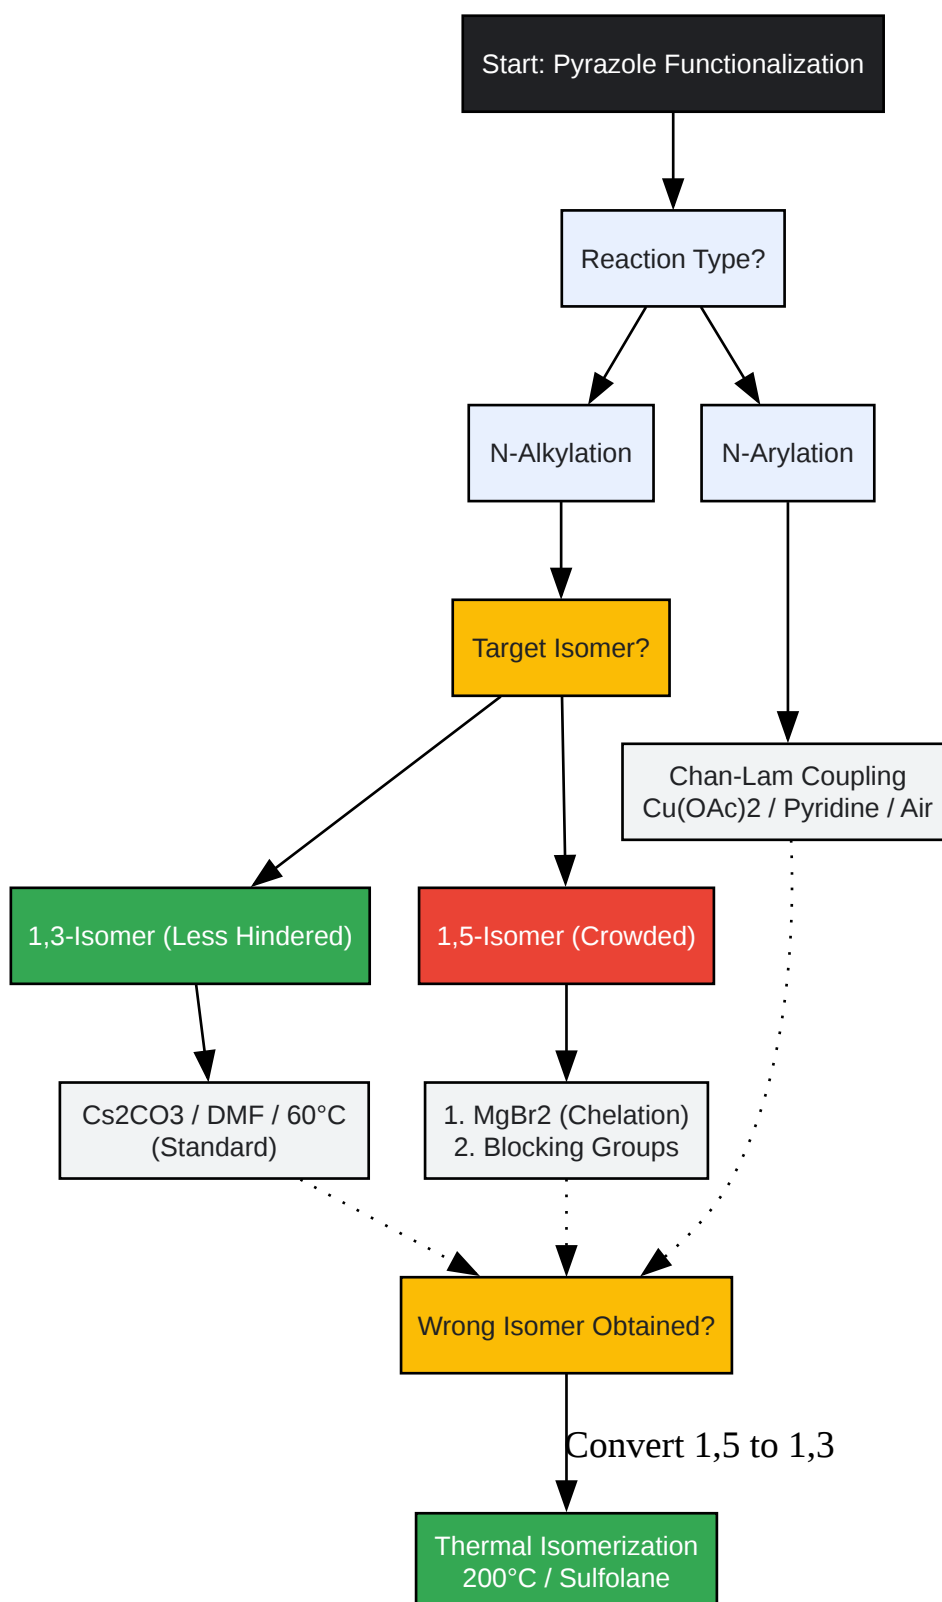 Start: Pyrazole Functionalization
Reaction Type?
N-Alkylation
N-Arylation
Target Isomer?
Chan-Lam Coupling
Cu(OAc)2 / Pyridine / Air
1,3-Isomer (Less Hindered)
1,5-Isomer (Crowded)
Cs2CO3 / DMF / 60°C
(Standard)
1. MgBr2 (Chelation)
2. Blocking Groups
Wrong Isomer Obtained?
Convert 1,5 to 1,3
Thermal Isomerization
200°C / Sulfolane